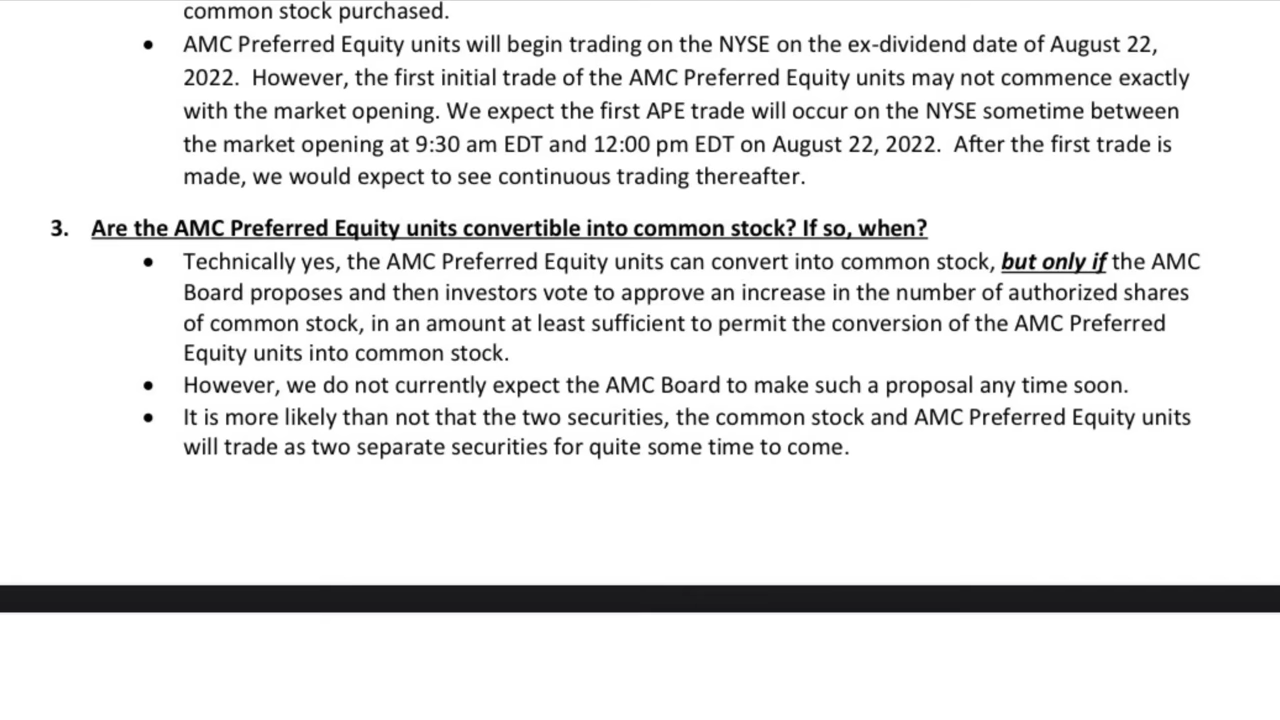 common stock purchased.
• AMC Preferred Equity units will begin trading on the NYSE on the ex-dividend date of August 22,
2022.  However, the first initial trade of the AMC Preferred Equity units may not commence exactly
with the market opening. We expect the first APE trade will occur on the NYSE sometime between
the market opening at 9:30 am EDT and 12:00 pm EDT on August 22, 2022.  After the first trade is
made, we would expect to see continuous trading thereafter.
3. Are the AMC Preferred Equity units convertible into common stock? If so, when?
• Technically yes, the AMC Preferred Equity units can convert into common stock, but only if the AMC
Board proposes and then investors vote to approve an increase in the number of authorized shares
of common stock, in an amount at least sufficient to permit the conversion of the AMC Preferred
Equity units into common stock.
• However, we do not currently expect the AMC Board to make such a proposal any time soon.
• It is more likely than not that the two securities, the common stock and AMC Preferred Equity units
will trade as two separate securities for quite some time to come.